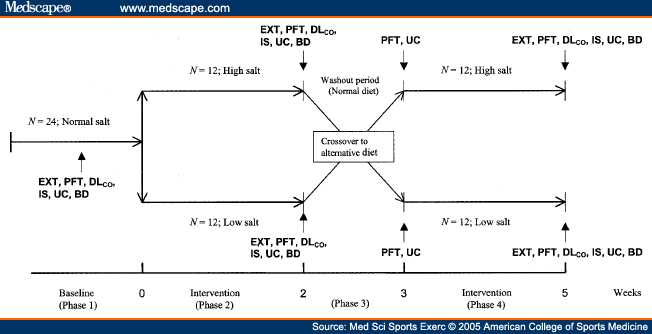 Medscape® www.medscape.com
EXT, PFT, DLCO,
IS, UC, BD
PFT, UC
EXT, PFT, DLCO, IS, UC, BD
N = 12; High salt
Washout period
(Normal diet)
N = 12; High salt
N = 24; Normal salt
Crossover to
alternative diet
EXT, PFT, DLCO,
IS, UC, BD
N = 12; Low salt
N = 12; Low salt
EXT, PFT, DLCO,
IS, UC, BD
PFT, UC
EXT, PFT, DLCO, IS, UC, BD
Baseline
(Phase 1)
0
Intervention
(Phase 2)
2
(Phase 3)
3
Intervention
(Phase 4)
5
Weeks
Source: Med Sci Sports Exerc © 2005 American College of Sports Medicine